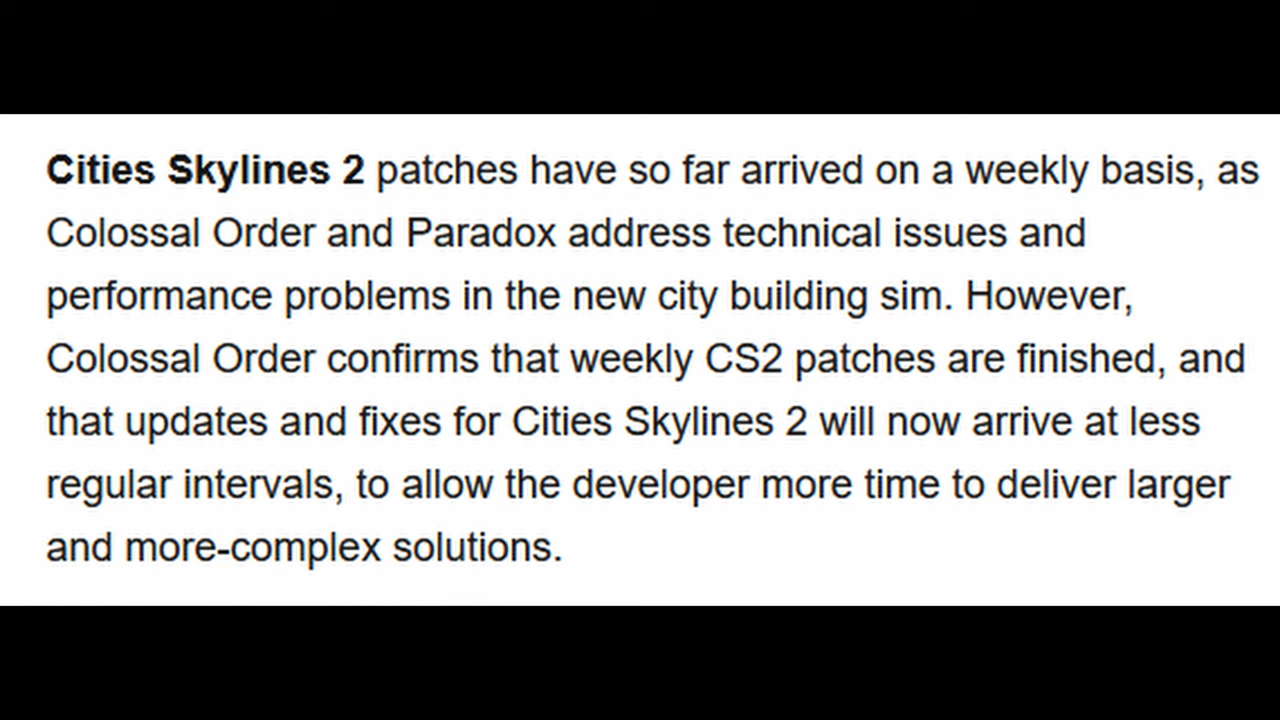 Cities Skylines 2 patches have so far arrived on a weekly basis, as
Colossal Order and Paradox address technical issues and
performance problems in the new city building sim. However,
Colossal Order confirms that weekly CS2 patches are finished, and
that updates and fixes for Cities Skylines 2 will now arrive at less
regular intervals, to allow the developer more time to deliver larger
and more-complex solutions.